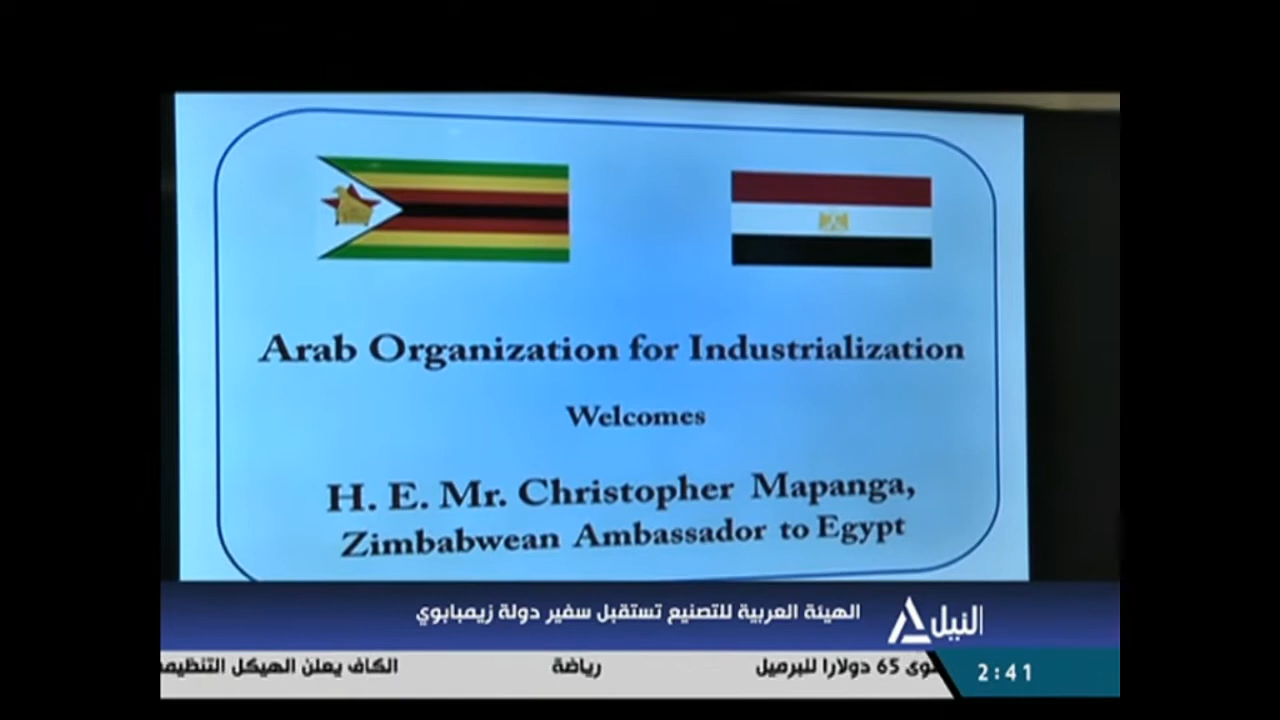 Arab Organization for Industrialization
Welcomes
H. E. Mr. Christopher Mapanga,
Zimbabwean Ambassador to Egypt
الهيئة العربية للتصنيع تستقبل سفير دولة زيمبابوي
النيل
65 دولارا للبرميل
رياضة
الكاف يعلن الهيكل
2:41